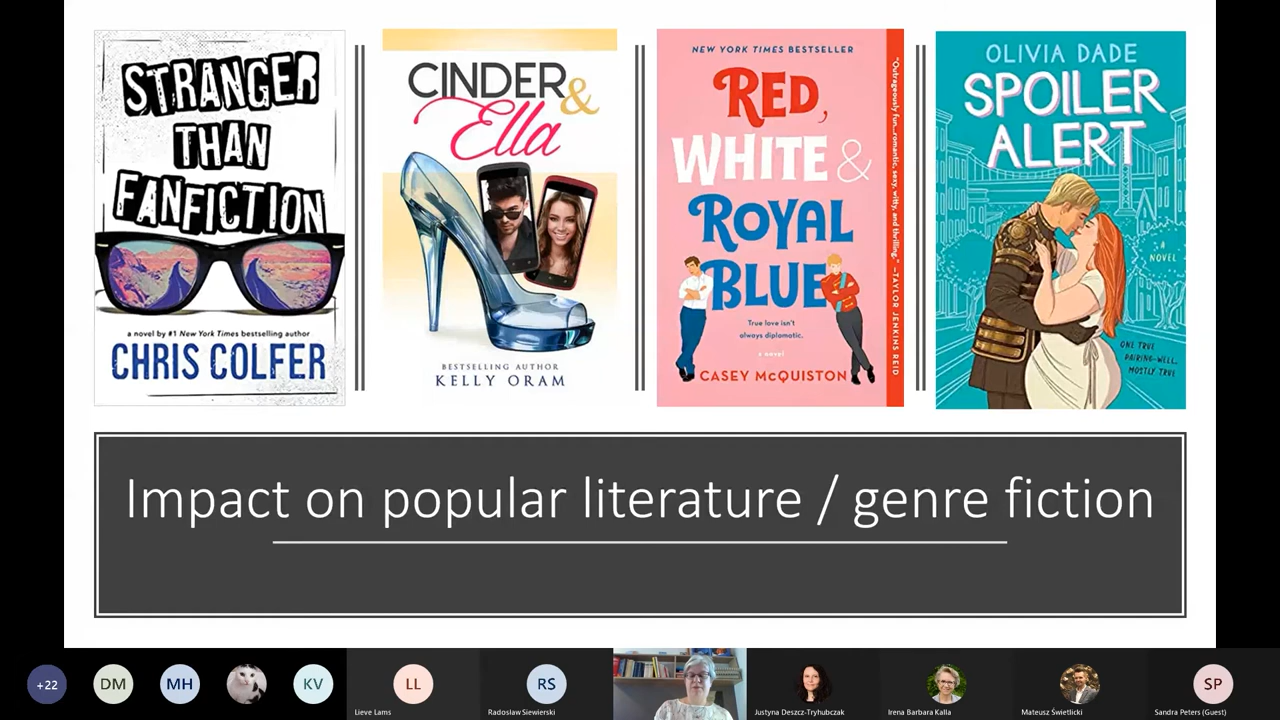 STRANGER
THAN
FANFICTION
a novel by #1 New York Times bestselling author
CHRIS COLFER
CINDER &
Ella
BESTSELLING AUTHOR
KELLY ORAM
NEW YORK TIMES BESTSELLER
RED,
WHITE &
ROYAL
BLUE
True love isn't
always diplomatic.
a novel
CASEY McQUISTON
"Outrageously fun—romantic, sexy, witty, and thrilling." —TAYLOR JENKINS REID
OLIVIA DADE
SPOILER
ALERT
A
NOVEL
ONE TRUE
PAIRING—WELL,
MOSTLY TRUE
Impact on popular literature / genre fiction
+22
DM
MH
KV
LL
Lieve Lams
RS
Radosław Siewierski
Justyna Deszcz-Tryhubczak
Irena Barbara Kalla
Mateusz Świetlicki
SP
Sandra Peters (Guest)